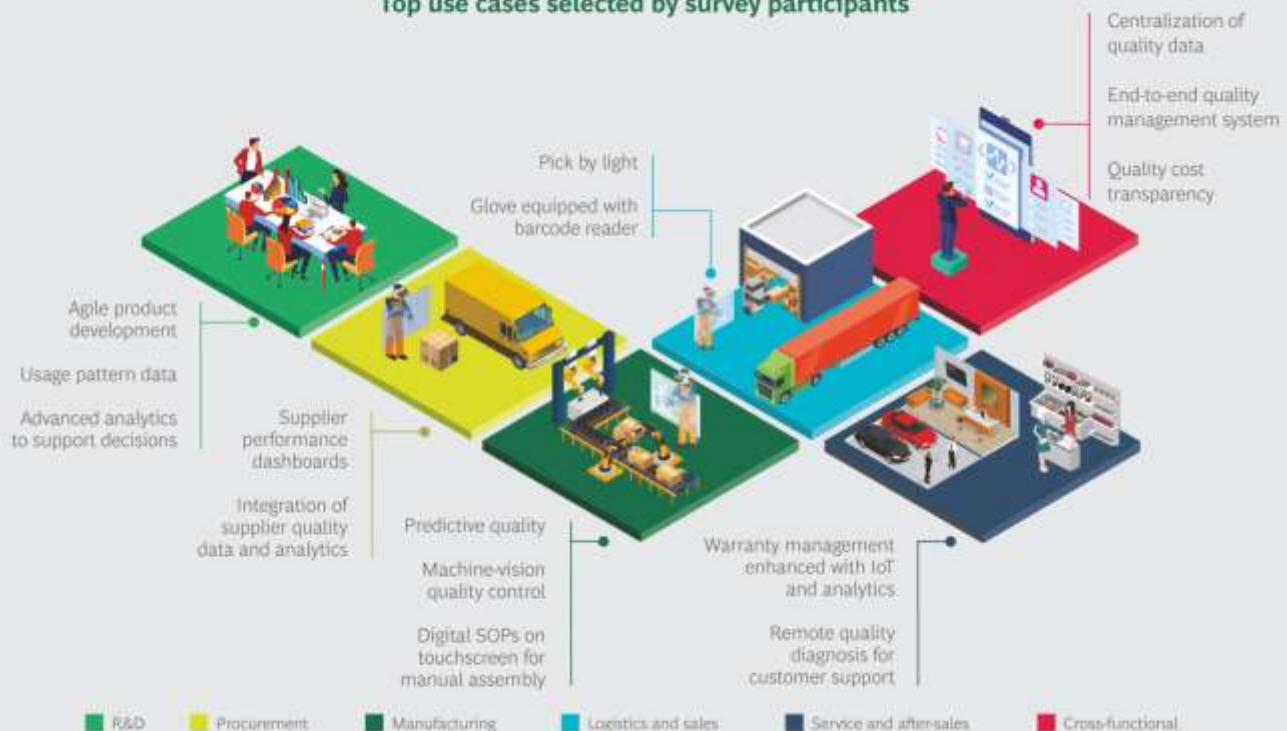 Top use cases selected by survey participants
Centralization of
quality data
End-to-end quality
management system
Quality cost
transparency
Pick by light
Glove equipped with
barcode reader
Agile product
development
Usage pattern data
Advanced analytics
to support decisions
Supplier
performance
dashboards
Integration of
supplier quality
data and analytics
Predictive quality
Machine-vision
quality control
Digital SOPs on
touchscreen for
manual assembly
Warranty management
enhanced with IoT
and analytics
Remote quality
diagnosis for
customer support
R&D
Procurement
Manufacturing
Logistics and sales
Service and after-sales
Cross-functional